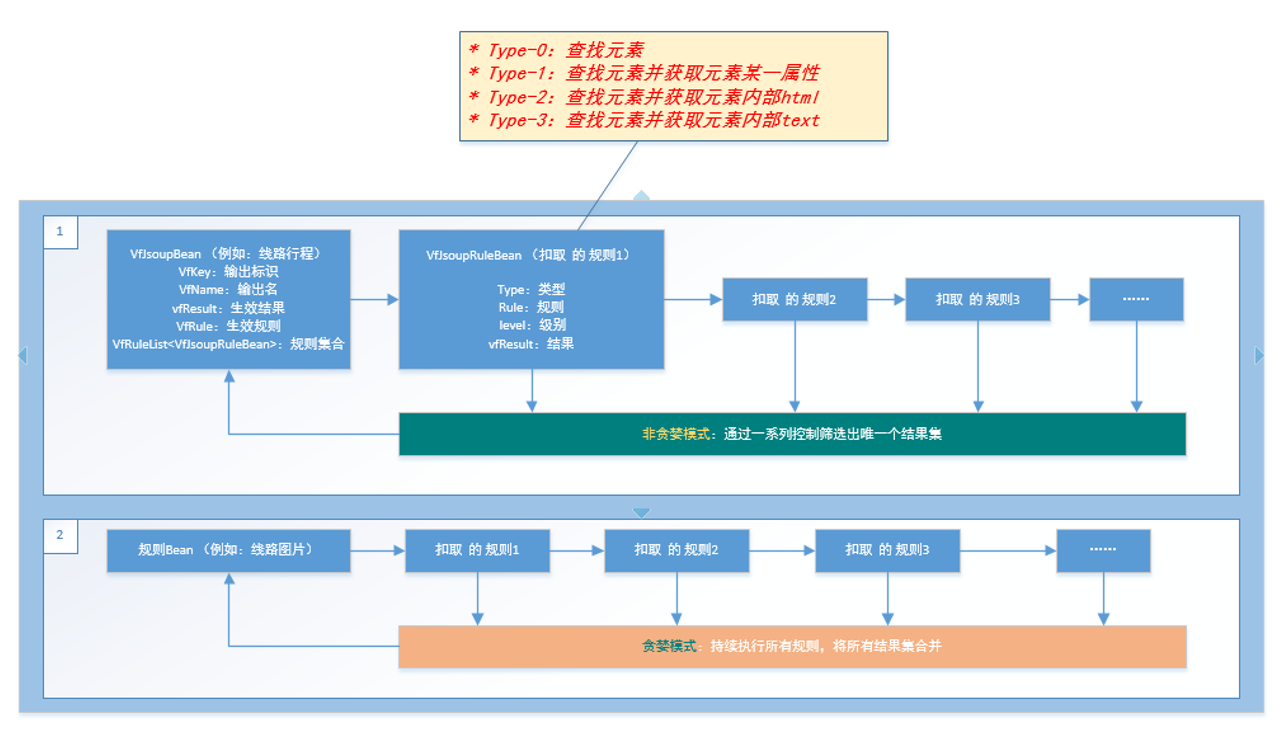 * Type-0：查找元素
* Type-1：查找元素并获取元素某一属性
* Type-2：查找元素并获取元素内部html
* Type-3：查找元素并获取元素内部text
1
VfJsoupBean （例如：线路行程）
VfKey：输出标识
VfName：输出名
vfResult：生效结果
VfRule：生效规则
VfRuleList<VfJsoupRuleBean>：规则集合
VfJsoupRuleBean （扣取 的 规则1）
Type：类型
Rule：规则
level：级别
vfResult：结果
扣取 的 规则2
扣取 的 规则3
……
非贪婪模式：通过一系列控制筛选出唯一个结果集
2
规则Bean （例如：线路图片）
扣取 的 规则1
扣取 的 规则2
扣取 的 规则3
……
贪婪模式：持续执行所有规则，将所有结果集合并